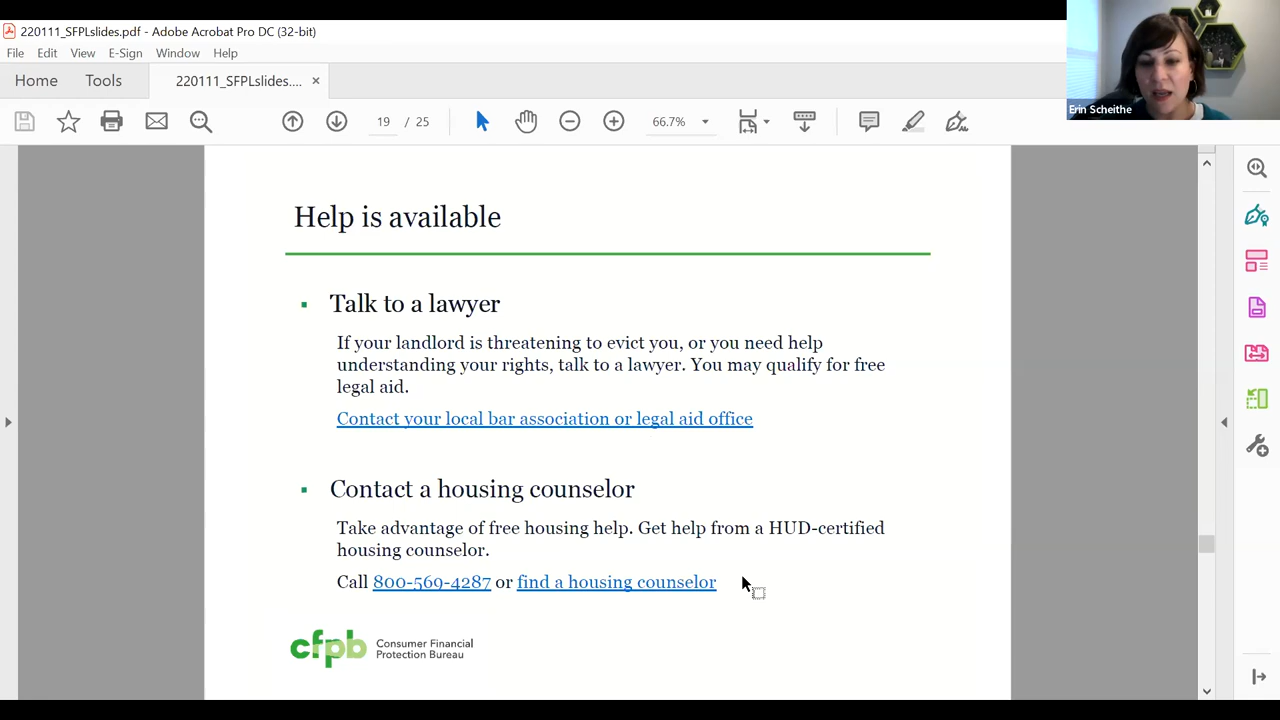 220111_SFPLslides.pdf - Adobe Acrobat Pro DC (32-bit)
File Edit View E-Sign Window Help
Home Tools 220111_SFPLslides....
19 / 25 66.7%
Erin Scheithe
Help is available
Talk to a lawyer
If your landlord is threatening to evict you, or you need help
understanding your rights, talk to a lawyer. You may qualify for free
legal aid.
Contact your local bar association or legal aid office
Contact a housing counselor
Take advantage of free housing help. Get help from a HUD-certified
housing counselor.
Call 800-569-4287 or find a housing counselor
cfpb Consumer Financial
Protection Bureau